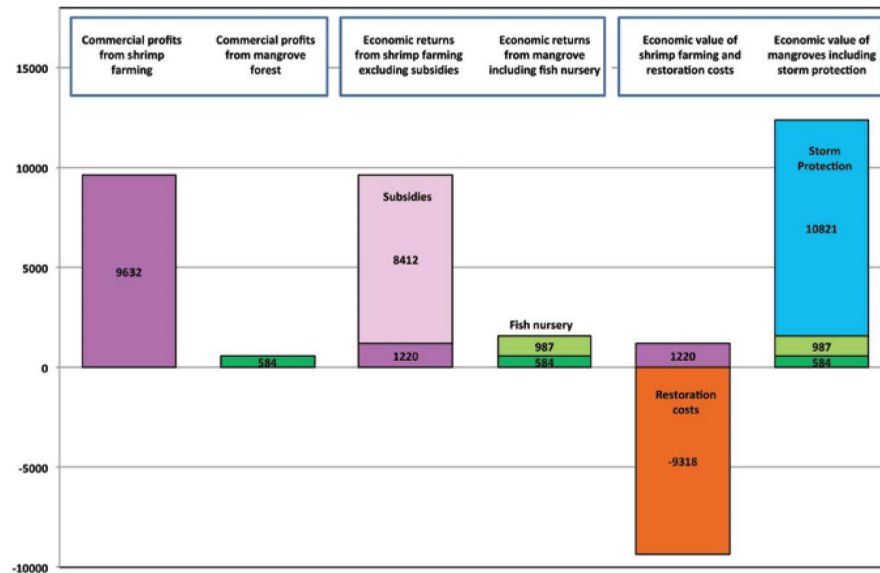 Commercial profits
from shrimp
farming
Commercial profits
from mangrove
forest
Economic returns
from shrimp farming
excluding subsidies
Economic returns
from mangrove
including fish nursery
Economic value of
shrimp farming and
restoration costs
Economic value of
mangroves including
storm protection
15000
10000
5000
0
-5000
-10000
9632
584
Subsidies
8412
1220
Fish nursery
987
584
1220
Restoration
costs
-9318
Storm
Protection
10821
987
584